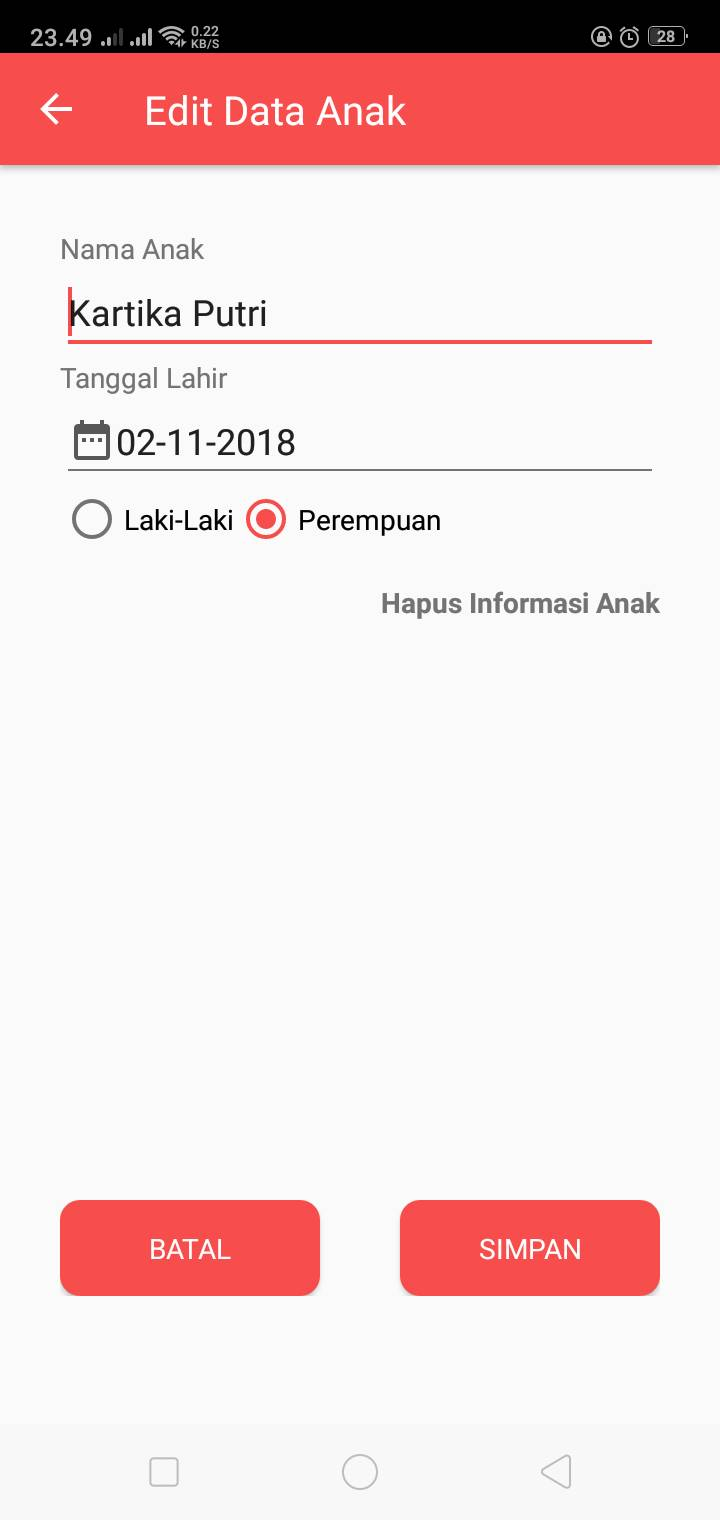 23.49 0.22 KB/S 28
Edit Data Anak
Nama Anak
Kartika Putri
Tanggal Lahir
02-11-2018
Laki-Laki Perempuan
Hapus Informasi Anak
BATAL SIMPAN